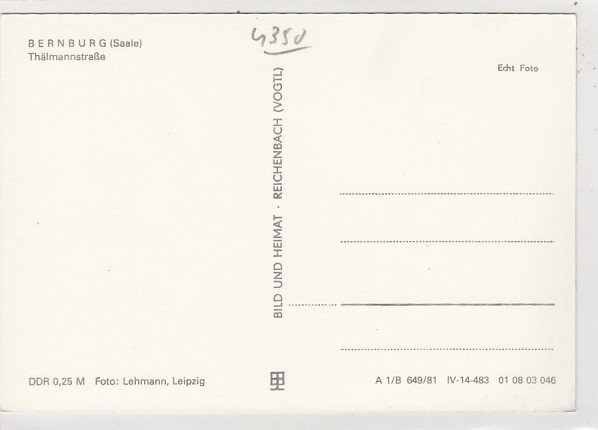 BERNBURG (Saale)
Thälmannstraße
4350
Echt Foto
BILD UND HEIMAT · REICHENBACH (VOGTL)
DDR 0,25 M Foto: Lehmann, Leipzig
A 1/B 649/81 IV-14-483 01 08 03 046